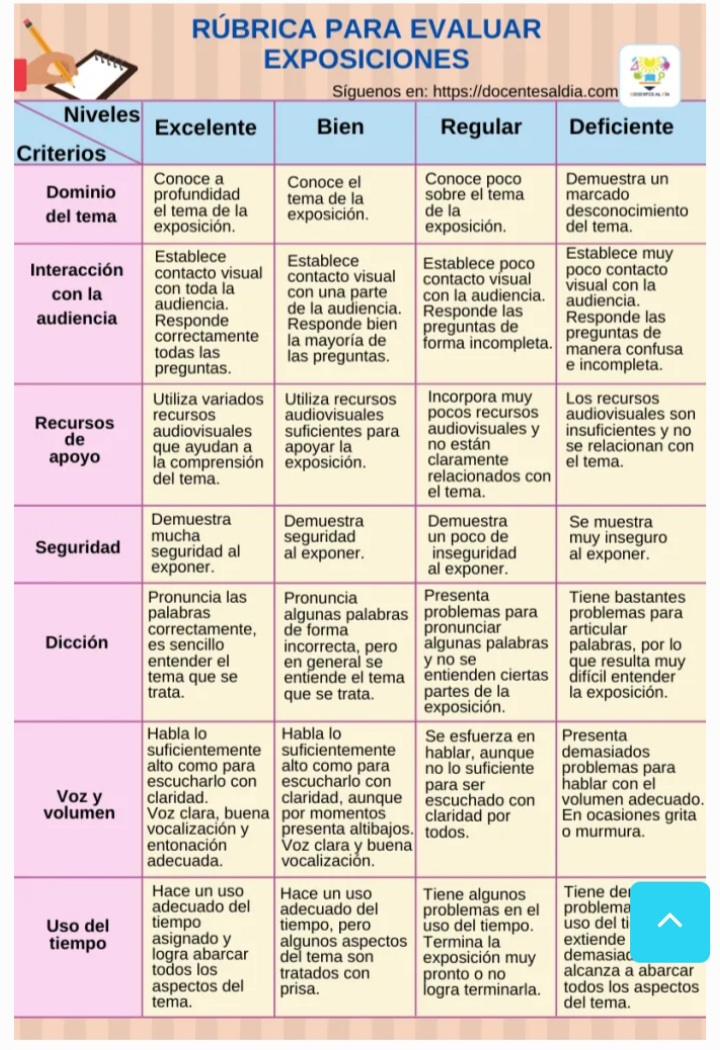 RÚBRICA PARA EVALUAR
EXPOSICIONES
Síguenos en: https://docentesaldia.com
DOCENTES AL DÍA
Niveles
Criterios
Excelente
Bien
Regular
Deficiente
Dominio
del tema
Conoce a
profundidad
el tema de la
exposición.
Conoce el
tema de la
exposición.
Conoce poco
sobre el tema
de la
exposición.
Demuestra un
marcado
desconocimiento
del tema.
Interacción
con la
audiencia
Establece
contacto visual
con toda la
audiencia.
Responde
correctamente
todas las
preguntas.
Establece
contacto visual
con una parte
de la audiencia.
Responde bien
la mayoría de
las preguntas.
Establece poco
contacto visual
con la audiencia.
Responde las
preguntas de
forma incompleta.
Establece muy
poco contacto
visual con la
audiencia.
Responde las
preguntas de
manera confusa
e incompleta.
Recursos
de
apoyo
Utiliza variados
recursos
audiovisuales
que ayudan a
la comprensión
del tema.
Utiliza recursos
audiovisuales
suficientes para
apoyar la
exposición.
Incorpora muy
pocos recursos
audiovisuales y
no están
claramente
relacionados con
el tema.
Los recursos
audiovisuales son
insuficientes y no
se relacionan con
el tema.
Seguridad
Demuestra
mucha
seguridad al
exponer.
Demuestra
seguridad
al exponer.
Demuestra
un poco de
inseguridad
al exponer.
Se muestra
muy inseguro
al exponer.
Dicción
Pronuncia las
palabras
correctamente,
es sencillo
entender el
tema que se
trata.
Pronuncia
algunas palabras
de forma
incorrecta, pero
en general se
entiende el tema
que se trata.
Presenta
problemas para
pronunciar
algunas palabras
y no se
entienden ciertas
partes de la
exposición.
Tiene bastantes
problemas para
articular
palabras, por lo
que resulta muy
difícil entender
la exposición.
Voz y
volumen
Habla lo
suficientemente
alto como para
escucharlo con
claridad.
Voz clara, buena
vocalización y
entonación
adecuada.
Habla lo
suficientemente
alto como para
escucharlo con
claridad, aunque
por momentos
presenta altibajos.
Voz clara y buena
vocalización.
Se esfuerza en
hablar, aunque
no lo suficiente
para ser
escuchado con
claridad por
todos.
Presenta
demasiados
problemas para
hablar con el
volumen adecuado.
En ocasiones grita
o murmura.
Uso del
tiempo
Hace un uso
adecuado del
tiempo
asignado y
logra abarcar
todos los
aspectos del
tema.
Hace un uso
adecuado del
tiempo, pero
algunos aspectos
del tema son
tratados con
prisa.
Tiene algunos
problemas en el
uso del tiempo.
Termina la
exposición muy
pronto o no
logra terminarla.
Tiene
uso del
extiende
alcanza a abarcar
todos los aspectos
del tema.